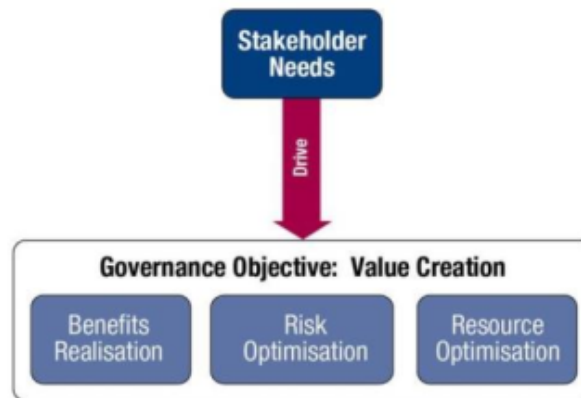 Stakeholder
Needs
Drive
Governance Objective: Value Creation
Benefits
Realisation
Risk
Optimisation
Resource
Optimisation